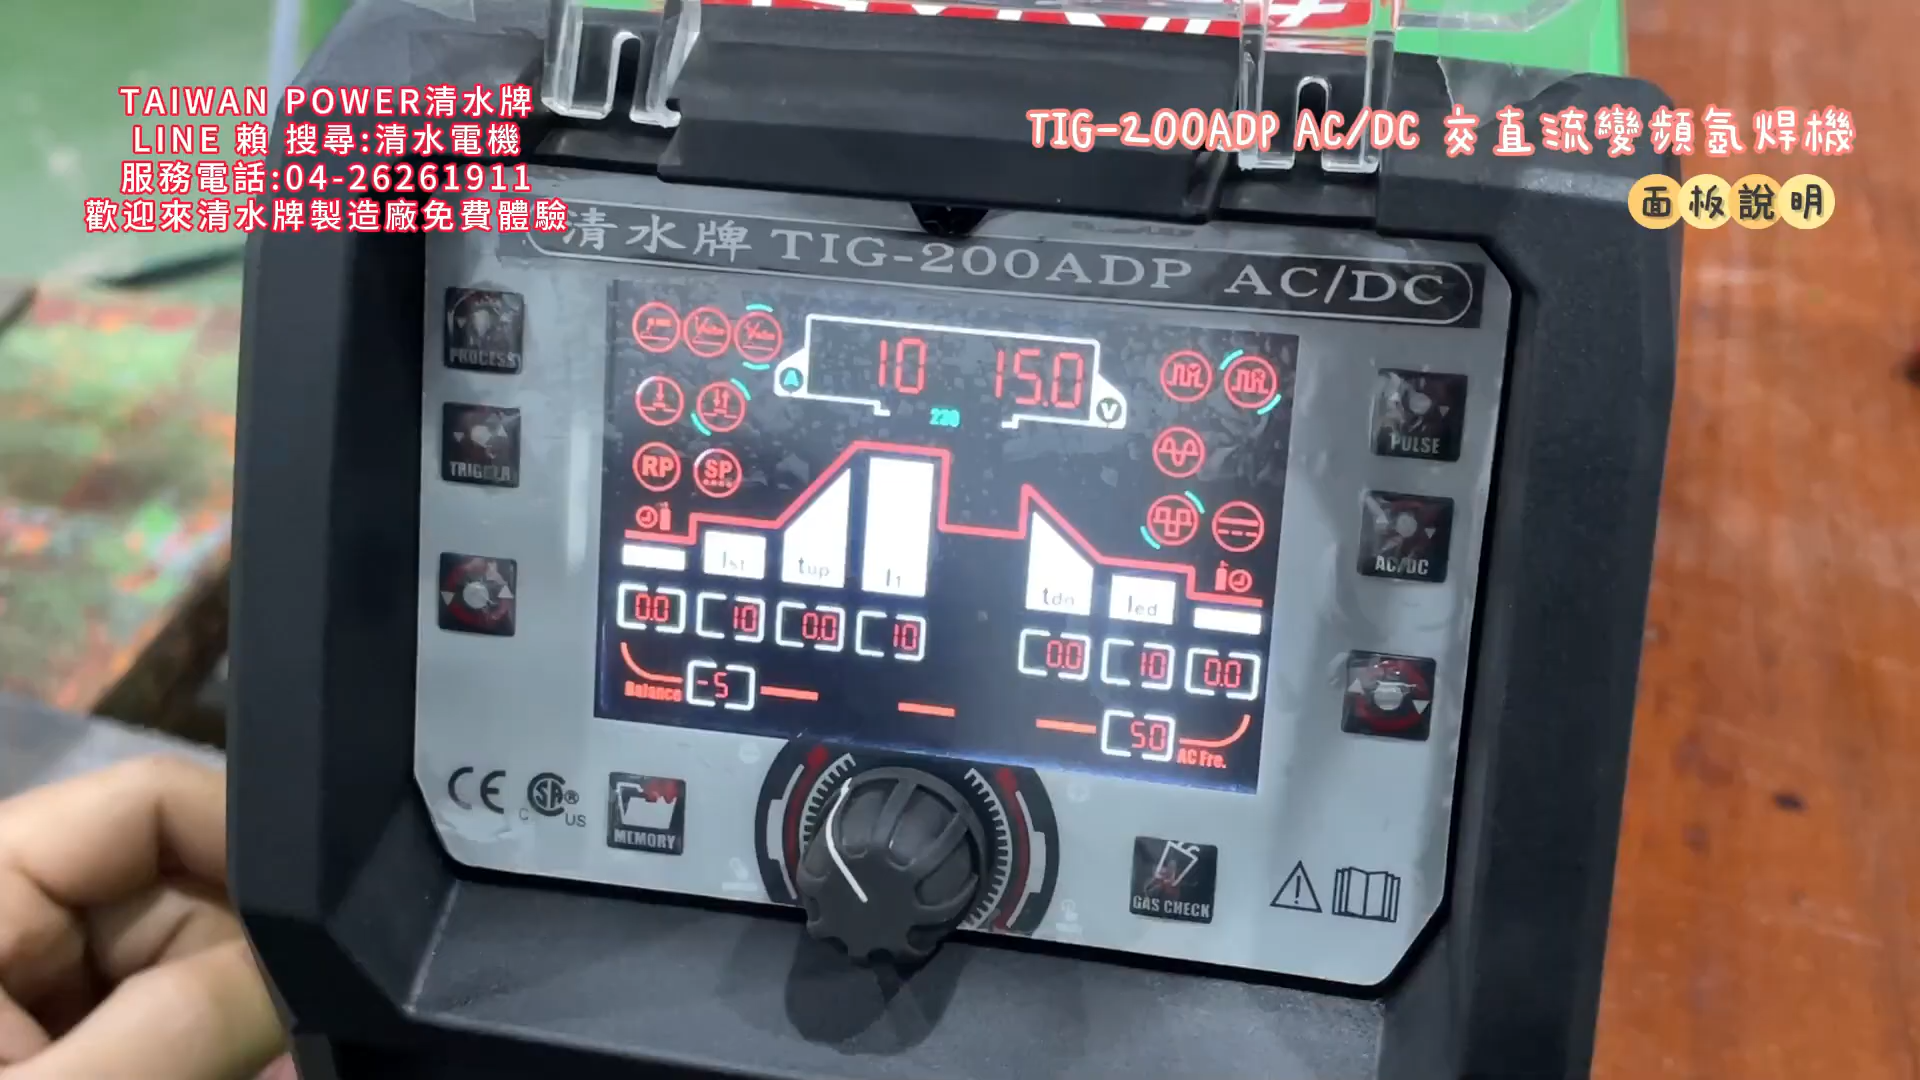 TAIWAN POWER清水牌
LINE 賴 搜尋:清水電機
服務電話:04-26261911
歡迎來清水牌製造廠免費體驗
TIG-200ADP AC/DC 交直流變頻氬焊機
面板說明
清水牌 TIG-200ADP AC/DC
PROCESS
TRIGGER
A
10
15.0
V
230
PULSE
AC/DC
RP
SP
Ist
tup
I1
tdn
Ied
0.0
10
0.0
10
0.0
10
0.0
Balance
-5
50
AC Fre.
CE
C
SA®
US
MEMORY
GAS CHECK